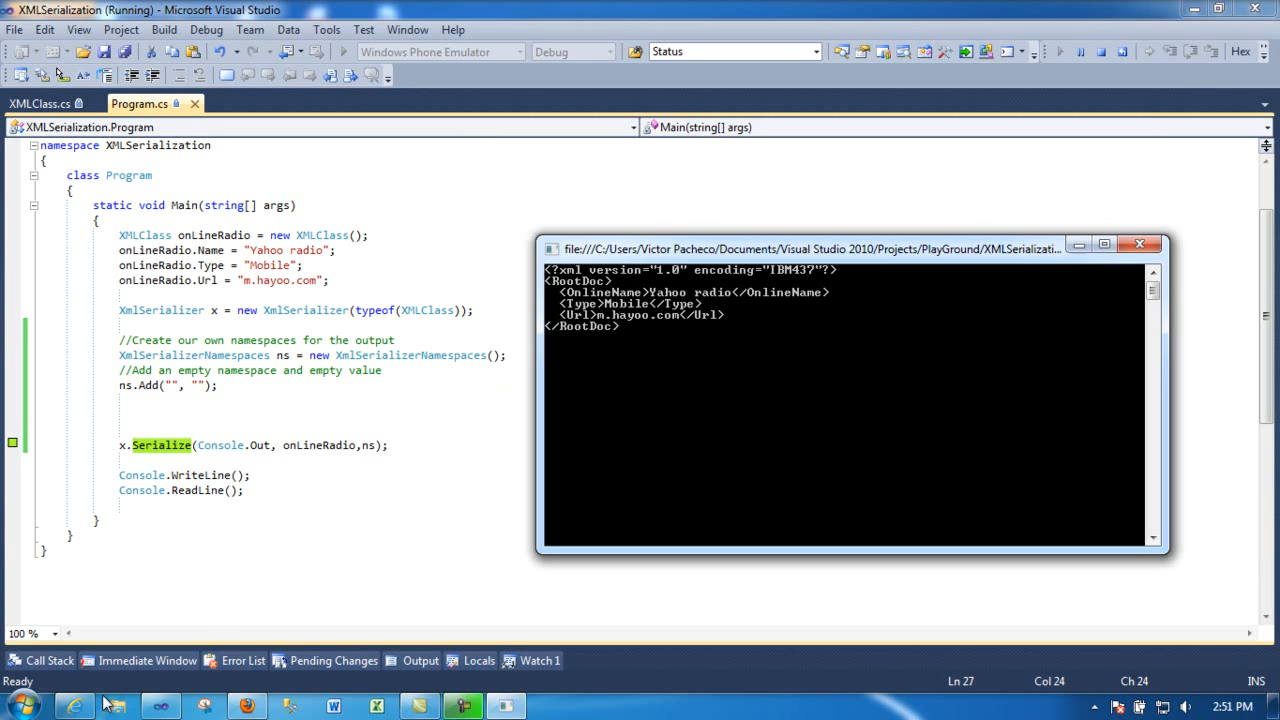 XMLSerialization (Running) - Microsoft Visual Studio
File Edit View Project Build Debug Team Data Tools Test Window Help
Windows Phone Emulator Debug Status Hex
XMLClass.cs Program.cs
XMLSerialization.Program Main(string[] args)
namespace XMLSerialization
{
class Program
{
static void Main(string[] args)
{
XMLClass onLineRadio = new XMLClass();
onLineRadio.Name = "Yahoo radio";
onLineRadio.Type = "Mobile";
onLineRadio.Url = "m.hayoo.com";
XmlSerializer x = new XmlSerializer(typeof(XMLClass));
//Create our own namespaces for the output
XmlSerializerNamespaces ns = new XmlSerializerNamespaces();
//Add an empty namespace and empty value
ns.Add("", "");
x.Serialize(Console.Out, onLineRadio,ns);
Console.WriteLine();
Console.ReadLine();
}
}
}
file:///C:/Users/Victor Pacheco/Documents/Visual Studio 2010/Projects/PlayGround/XMLSerializati...
<?xml version="1.0" encoding="IBM437"?>
<RootDoc>
<OnlineName>Yahoo radio</OnlineName>
<Type>Mobile</Type>
<Url>m.hayoo.com</Url>
</RootDoc>
100 %
Call Stack Immediate Window Error List Pending Changes Output Locals Watch 1
Ready Ln 27 Col 24 Ch 24 INS
2:51 PM